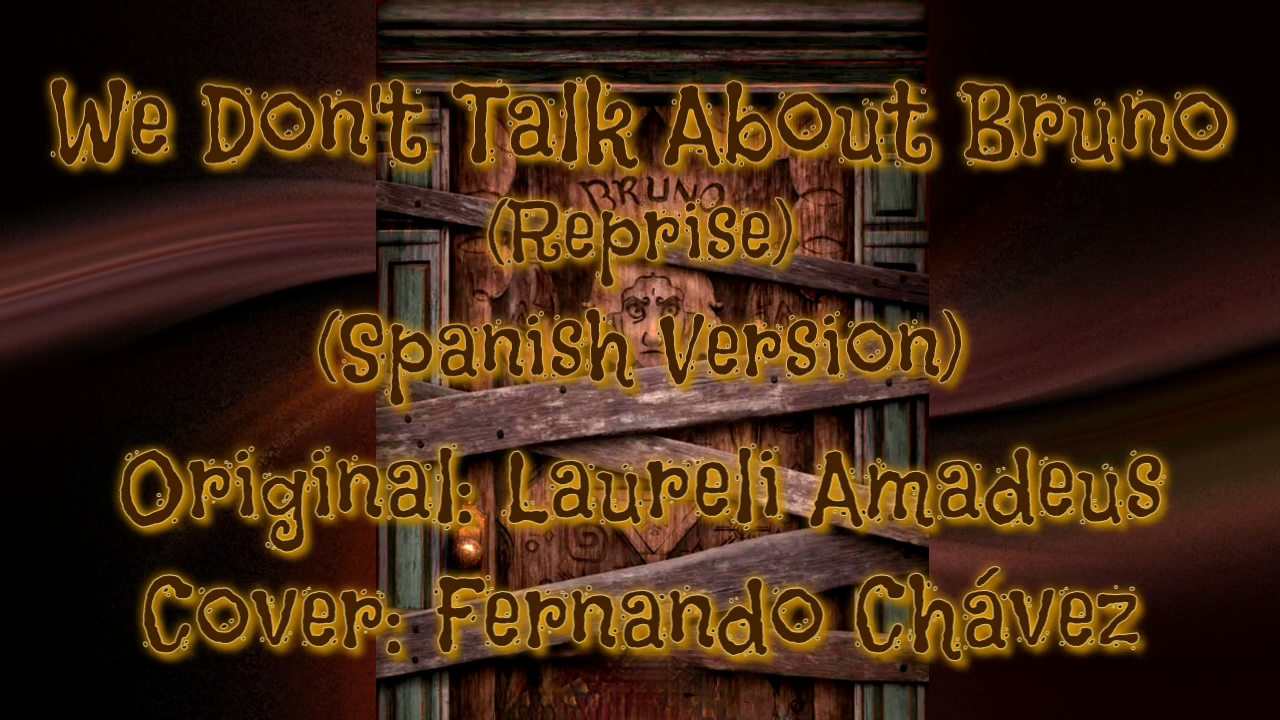 We Don't Talk About Bruno
BRUNO
(Reprise)
(Spanish Version)
Original: Laureli Amadeus
Cover: Fernando Chávez